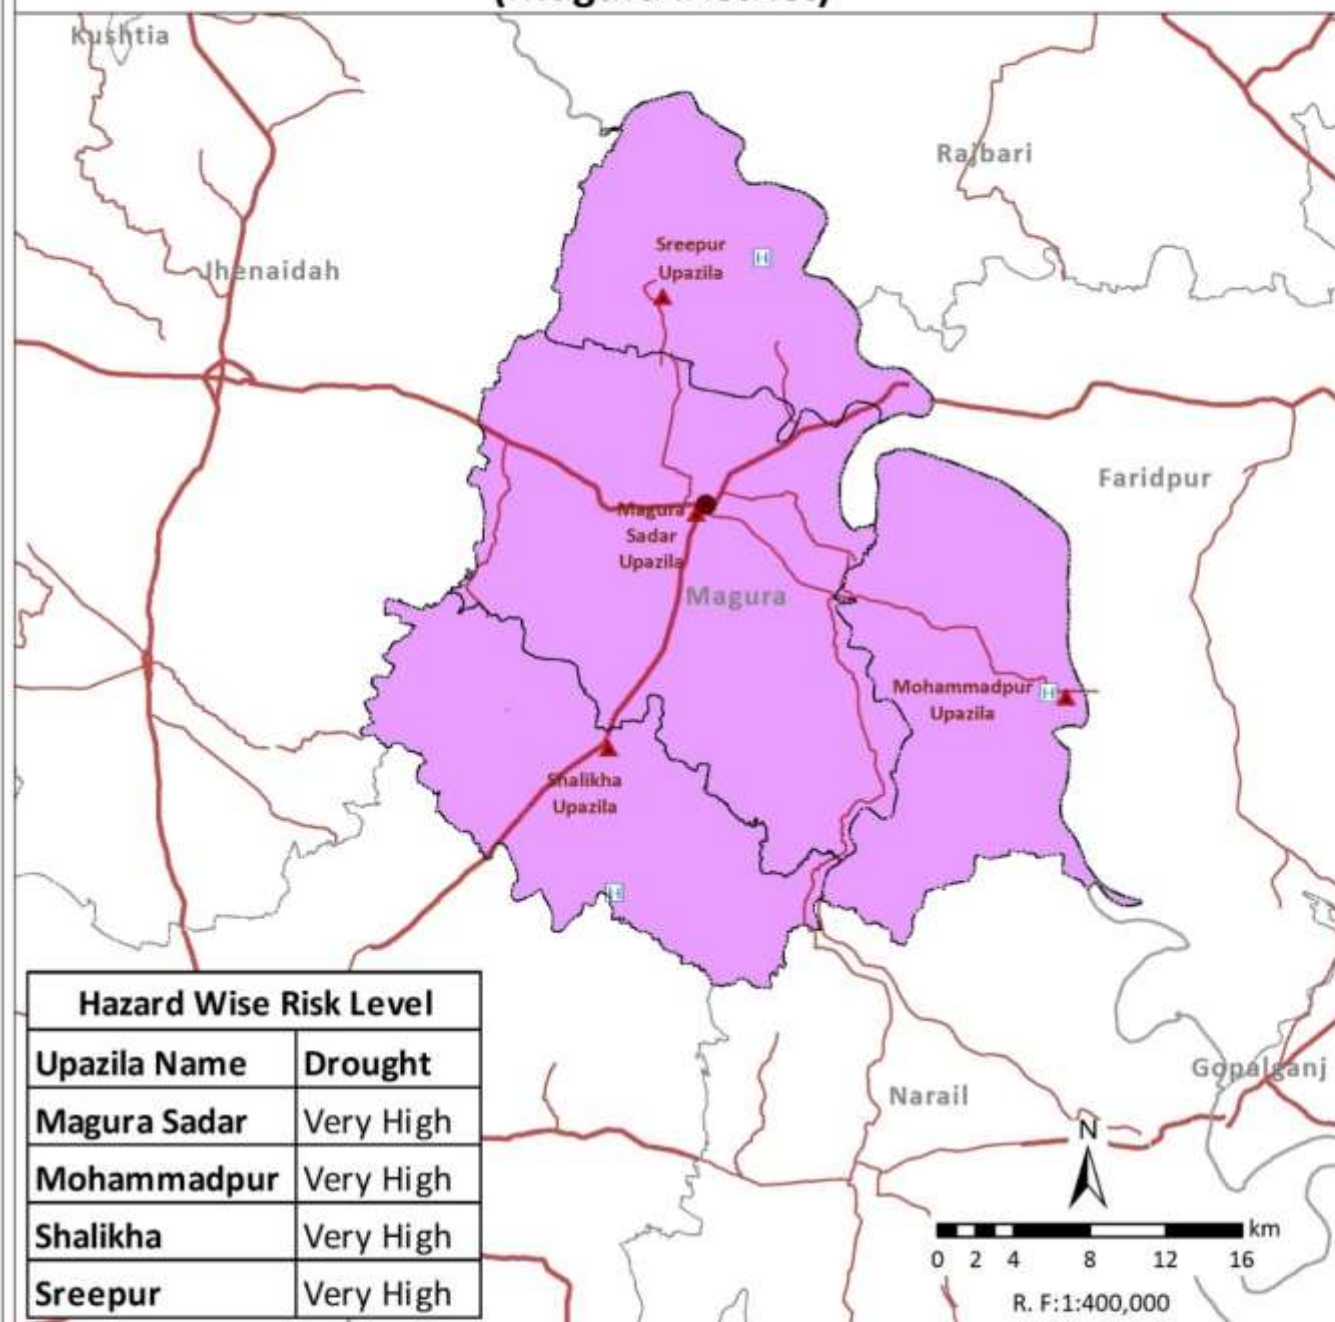 (Magura District)
Kushtia
Rajbari
Sreepur
Upazila
H
Jhenaidah
Faridpur
Magura
Sadar
Upazila
Magura
Mohammadpur
Upazila
H
Shalikha
Upazila
H
Hazard Wise Risk Level
Upazila Name Drought
Magura Sadar Very High
Mohammadpur Very High
Shalikha Very High
Sreepur Very High
Gopalganj
Narail
N
km
0 2 4 8 12 16
R. F:1:400,000